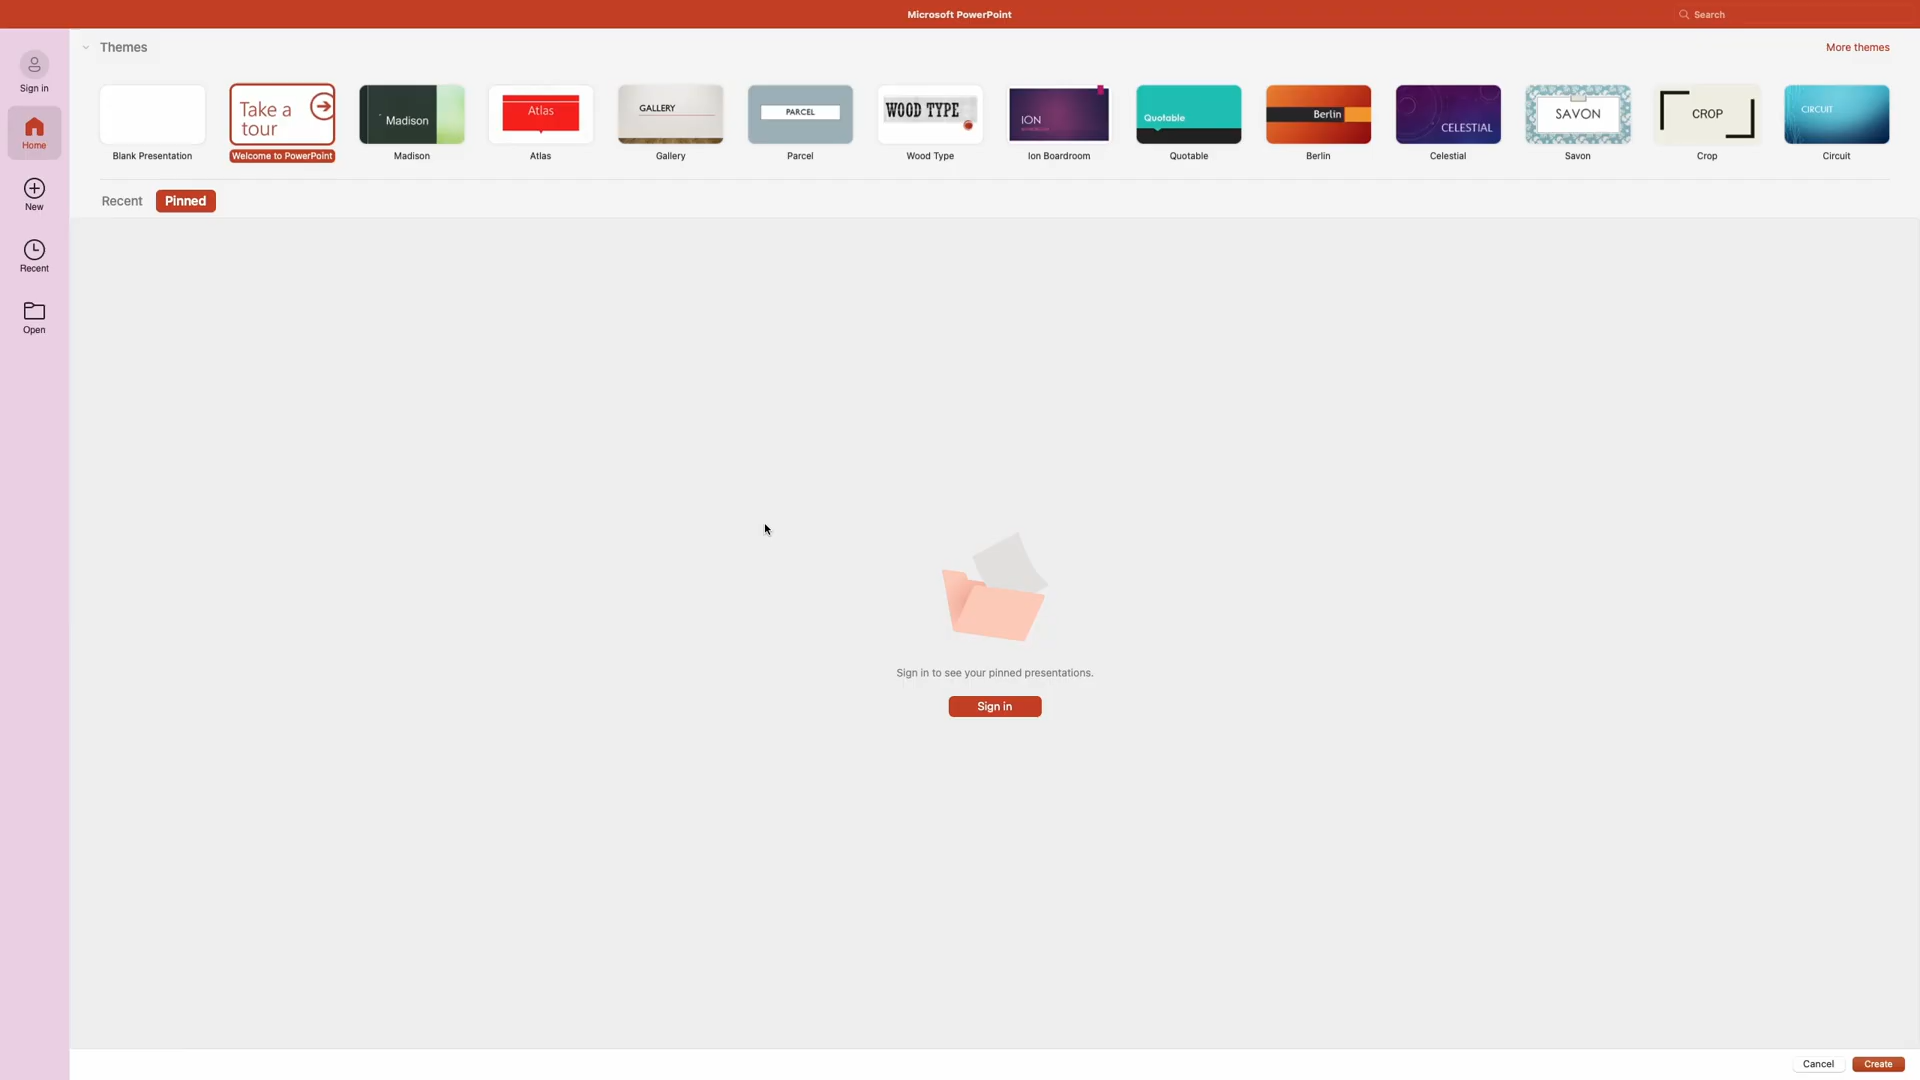 Microsoft PowerPoint
Search
Sign in
Home
New
Recent
Open
Themes
More themes
Take a
tour
Madison
Atlas
GALLERY
PARCEL
WOOD TYPE
ION
Quotable
Berlin
CELESTIAL
SAVON
CROP
CIRCUIT
Blank Presentation
Welcome to PowerPoint
Madison
Atlas
Gallery
Parcel
Wood Type
Ion Boardroom
Quotable
Berlin
Celestial
Savon
Crop
Circuit
Recent
Pinned
Sign in to see your pinned presentations.
Sign in
Cancel
Create